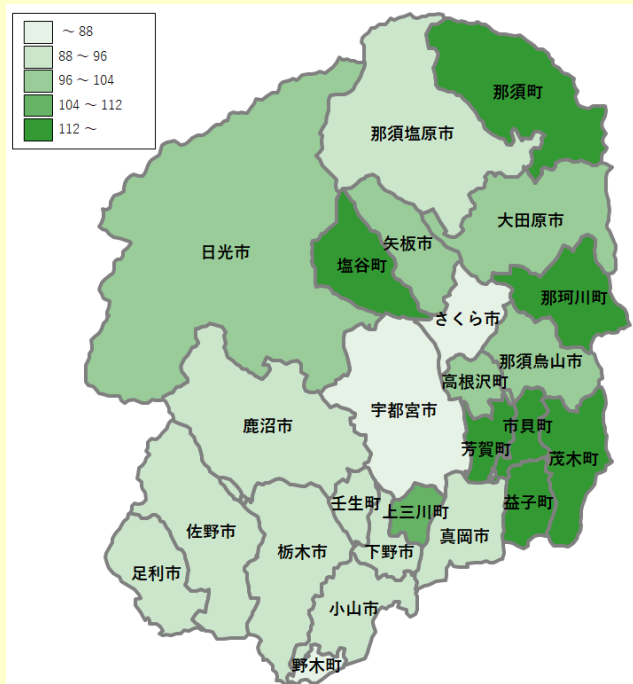 ～ 88
88 ～ 96
96 ～ 104
104 ～ 112
112 ～
那須町
那須塩原市
大田原市
矢板市
日光市
塩谷町
那珂川町
さくら市
那須烏山市
高根沢町
宇都宮市
鹿沼市
市貝町
芳賀町
茂木町
益子町
壬生町
上三川町
佐野市
真岡市
栃木市
下野市
足利市
小山市
野木町